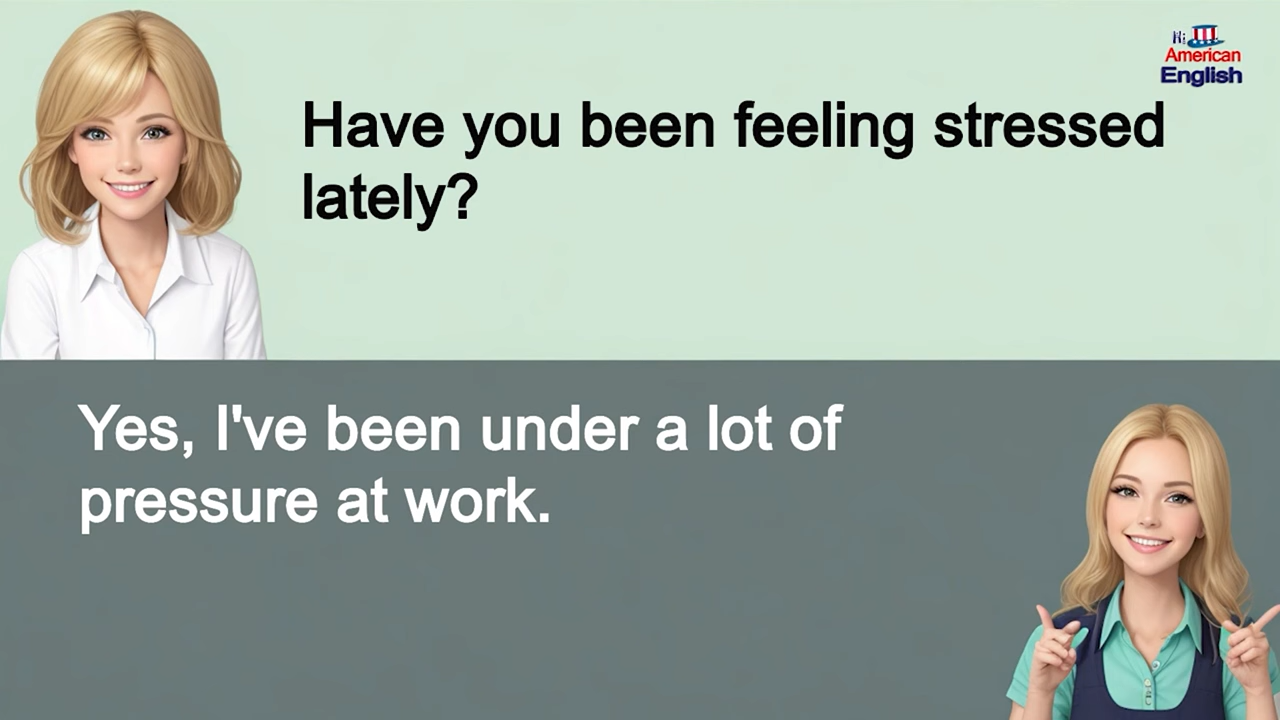 Hi
American
English
Have you been feeling stressed
lately?
Yes, I've been under a lot of
pressure at work.